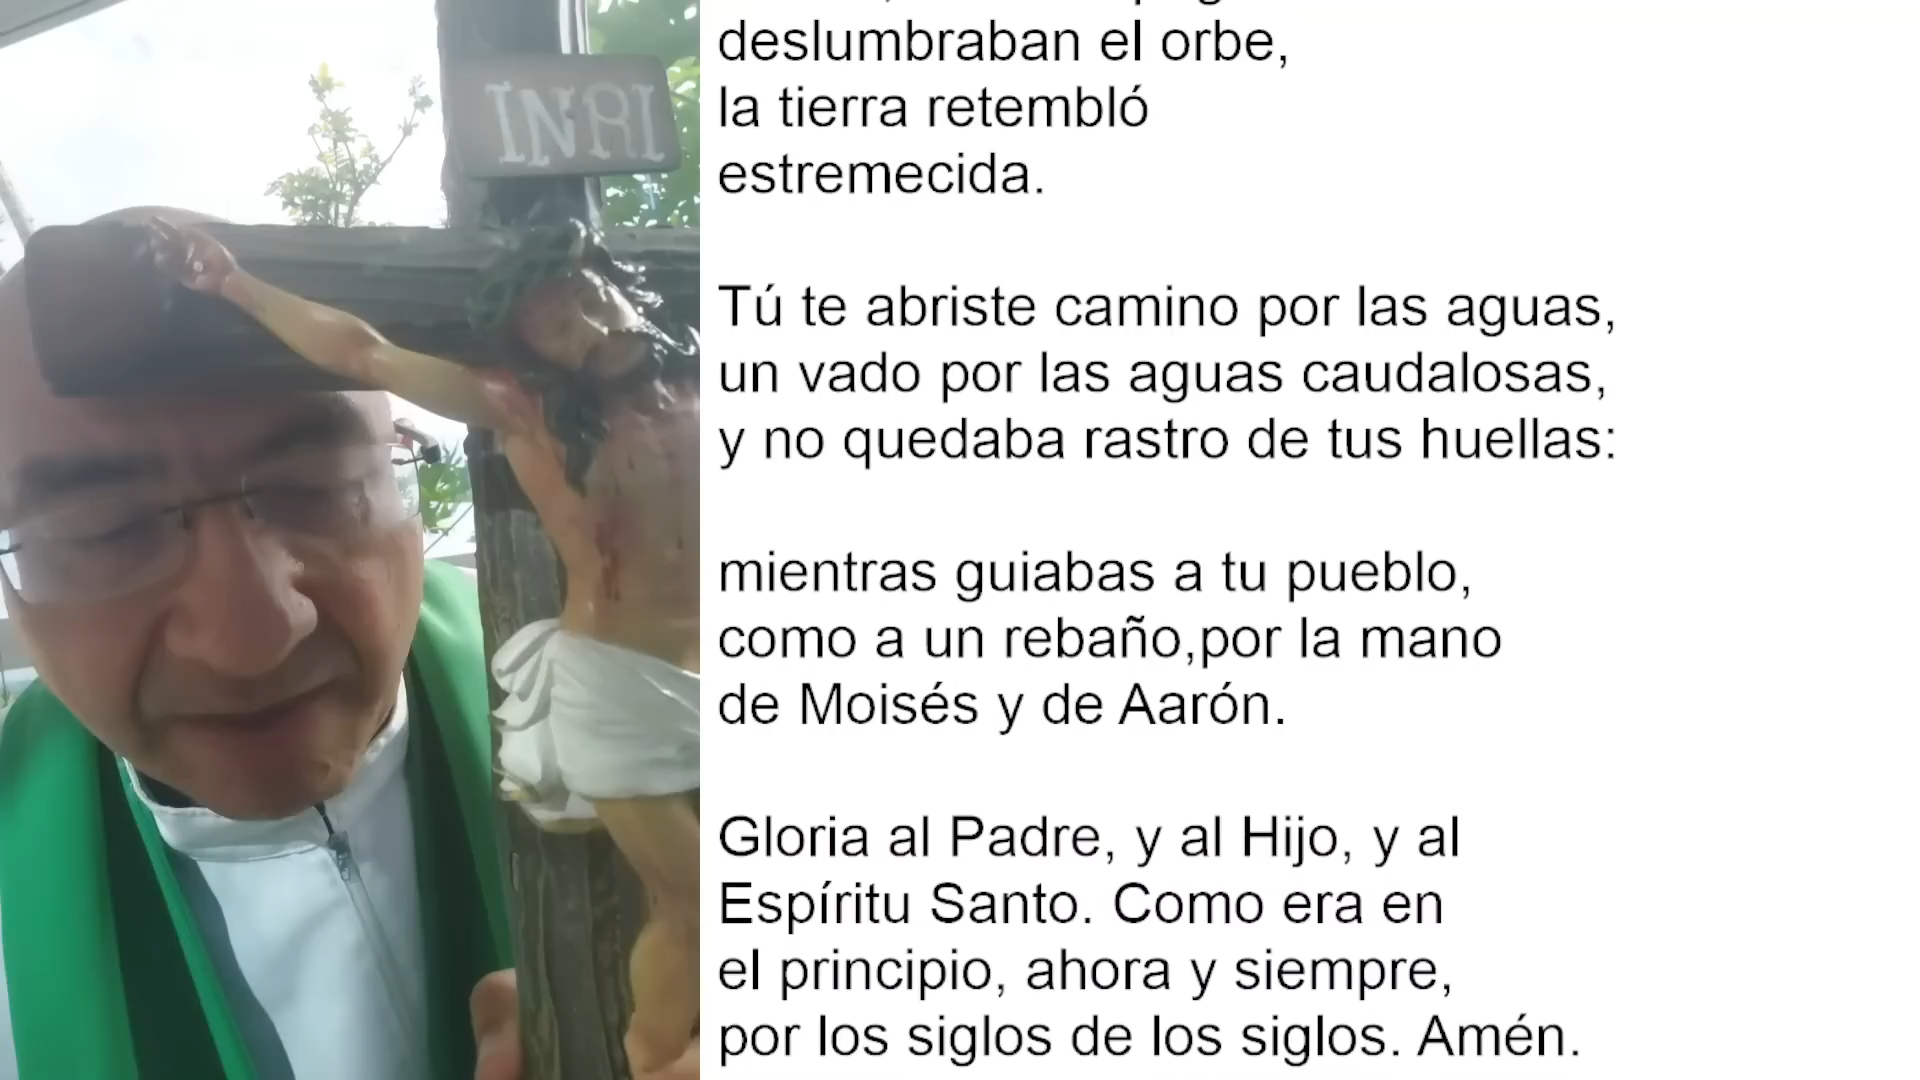 INRI
deslumbraban el orbe,
la tierra retembló
estremecida.
Tú te abriste camino por las aguas,
un vado por las aguas caudalosas,
y no quedaba rastro de tus huellas:
mientras guiabas a tu pueblo,
como a un rebaño,por la mano
de Moisés y de Aarón.
Gloria al Padre, y al Hijo, y al
Espíritu Santo. Como era en
el principio, ahora y siempre,
por los siglos de los siglos. Amén.